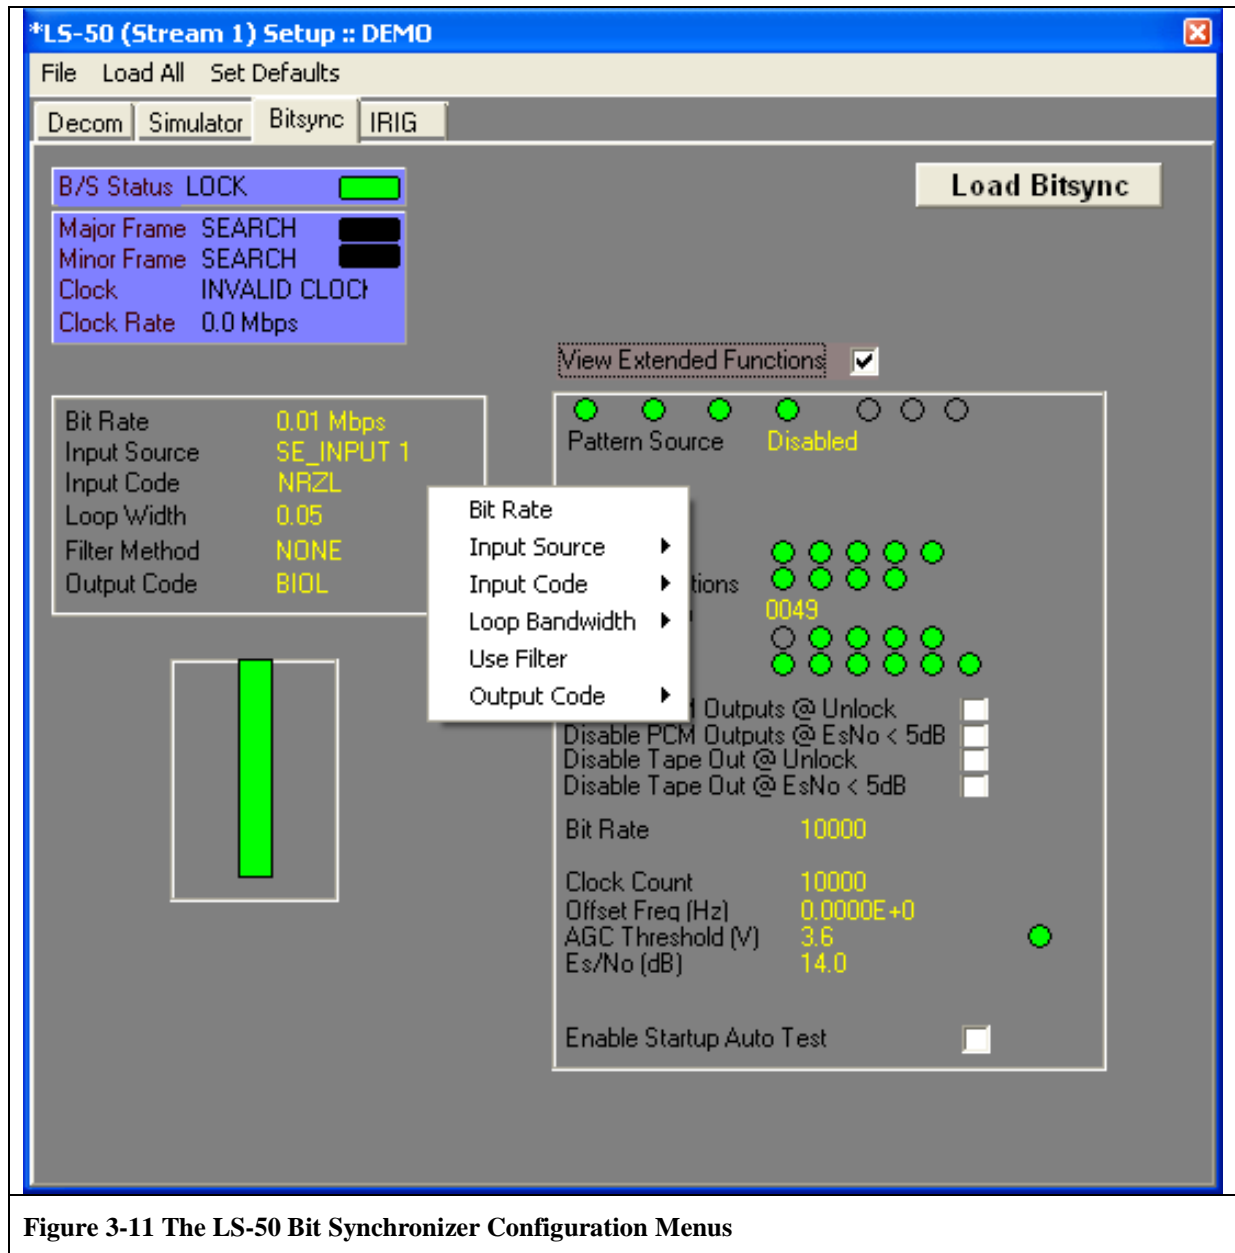 *LS-50 (Stream 1) Setup :: DEMO
File Load All Set Defaults
Decom Simulator Bitsync IRIG
B/S Status LOCK
Load Bitsync
Major Frame SEARCH
Minor Frame SEARCH
Clock INVALID CLOC
Clock Rate 0.0 Mbps
View Extended Functions
Bit Rate 0.01 Mbps
Input Source SE_INPUT 1
Input Code NRZL
Loop Width 0.05
Filter Method NONE
Output Code BIOL
Pattern Source Disabled
Bit Rate
Input Source
Input Code
Loop Bandwidth
Use Filter
Output Code
tions
0049
Outputs @ Unlock
Disable PCM Outputs @ EsNo < 5dB
Disable Tape Out @ Unlock
Disable Tape Out @ EsNo < 5dB
Bit Rate 10000
Clock Count 10000
Offset Freq (Hz) 0.0000E+0
AGC Threshold (V) 3.6
Es/No (dB) 14.0
Enable Startup Auto Test
Figure 3-11 The LS-50 Bit Synchronizer Configuration Menus